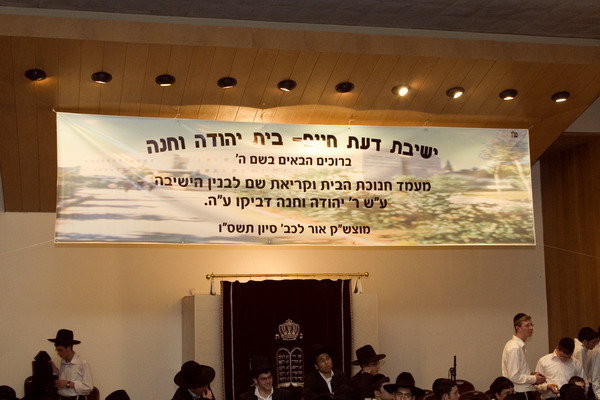 ישיבת דעת חיים- בית יהודה וחנה
ברוכים הבאים בשם ה'
מעמד חנוכת הבית וקריאת שם לבנין הישיבה
ע"ש ר' יהודה וחנה דביקו ע"ה.
מוצש"ק אור לכב' סיון תשס"ו